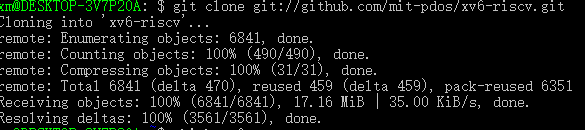 xm@DESKTOP-3V7P20A: $ git clone git://github.com/mit-pdos/xv6-riscv.git
Cloning into 'xv6-riscv'...
remote: Enumerating objects: 6841, done.
remote: Counting objects: 100% (490/490), done.
remote: Compressing objects: 100% (31/31), done.
remote: Total 6841 (delta 470), reused 459 (delta 459), pack-reused 6351
Receiving objects: 100% (6841/6841), 17.16 MiB | 35.00 KiB/s, done.
Resolving deltas: 100% (3561/3561), done.